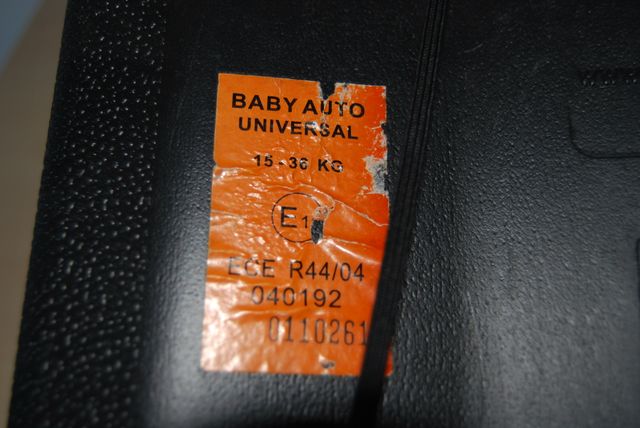 BABY AUTO
UNIVERSAL
15-36 KG
E1
ECE R44/04
040192
0110261